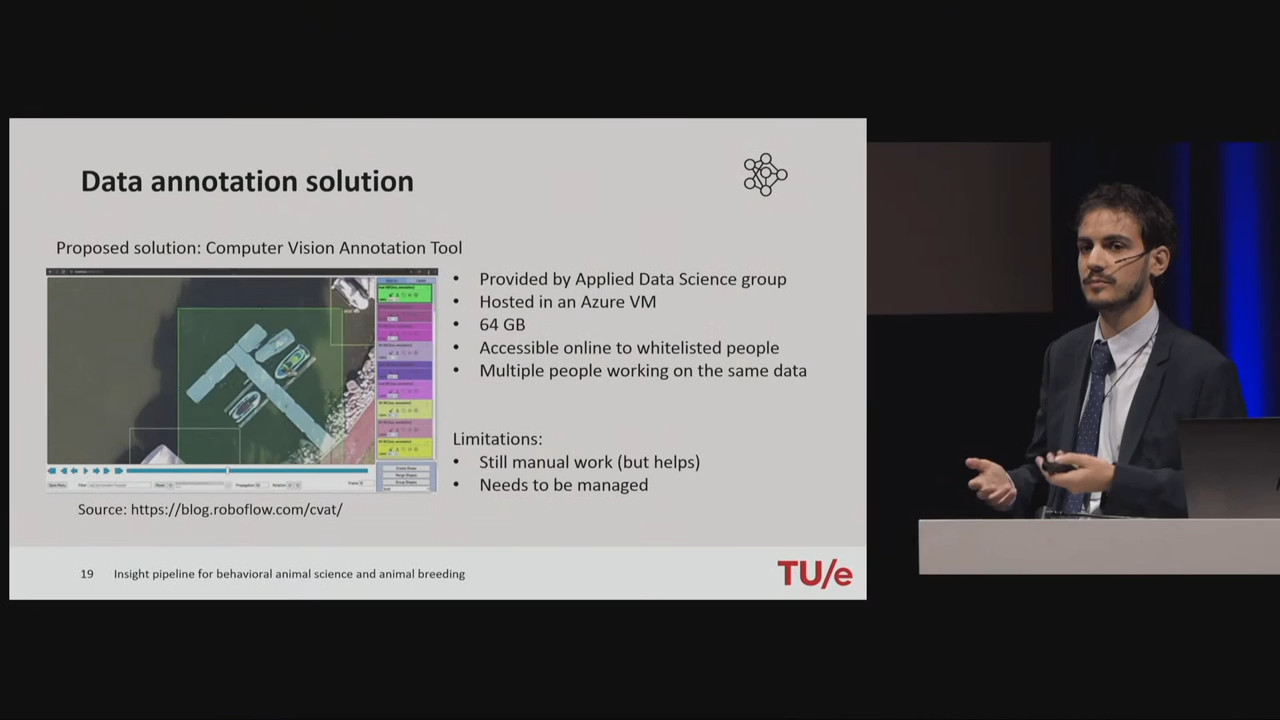 Data annotation solution
Proposed solution: Computer Vision Annotation Tool
• Provided by Applied Data Science group
• Hosted in an Azure VM
• 64 GB
• Accessible online to whitelisted people
• Multiple people working on the same data
Limitations:
• Still manual work (but helps)
• Needs to be managed
Source: https://blog.roboflow.com/cvat/
19 Insight pipeline for behavioral animal science and animal breeding
TU/e